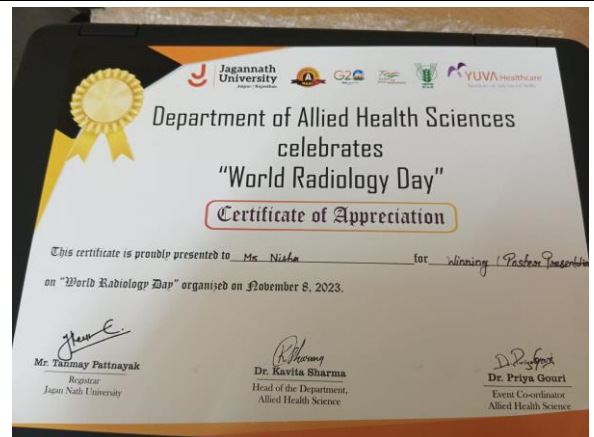 Jagannath
University
Jaipur | Rajasthan
G20
YUVA Healthcare
Department of Allied Health Sciences
celebrates
“World Radiology Day”
Certificate of Appreciation
This certificate is proudly presented to Ms Nisha for Winning / Poster Presentation
on “World Radiology Day” organized on November 8, 2023.
Mr. Tanmay Pattnayak
Registrar
Jagan Nath University
Dr. Kavita Sharma
Head of the Department,
Allied Health Science
Dr. Priya Gouri
Event Co-ordinator
Allied Health Science